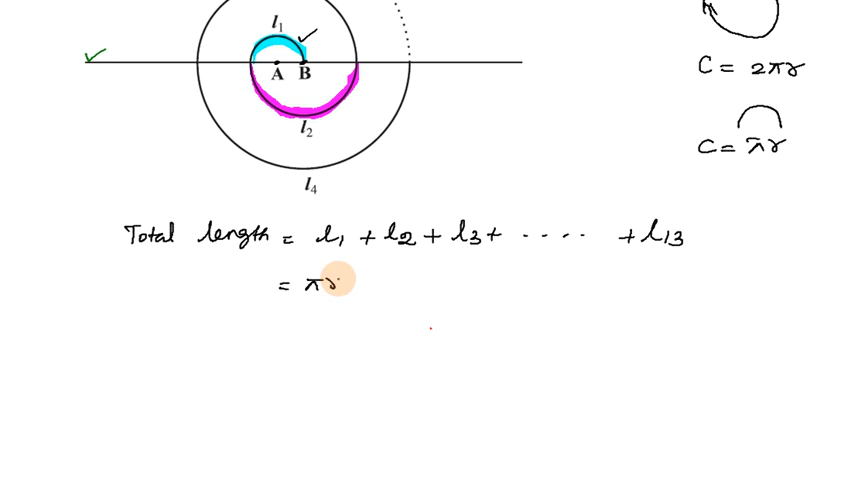 l1
A B
l2
l4
C = 2πr
C = πr
Total length = l1 + l2 + l3 + ..... + l13
= πr